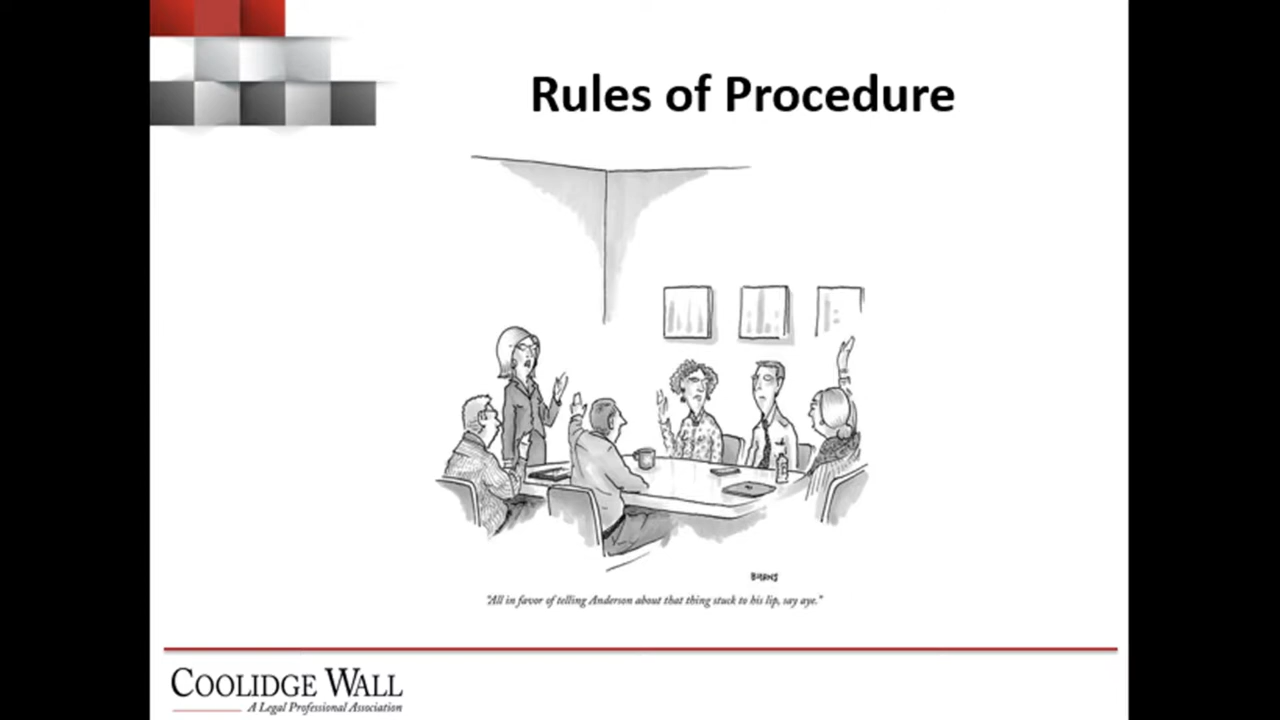 Rules of Procedure
BURNS
"All in favor of telling Anderson about that thing stuck to his lip, say aye."
COOLIDGE WALL
A Legal Professional Association